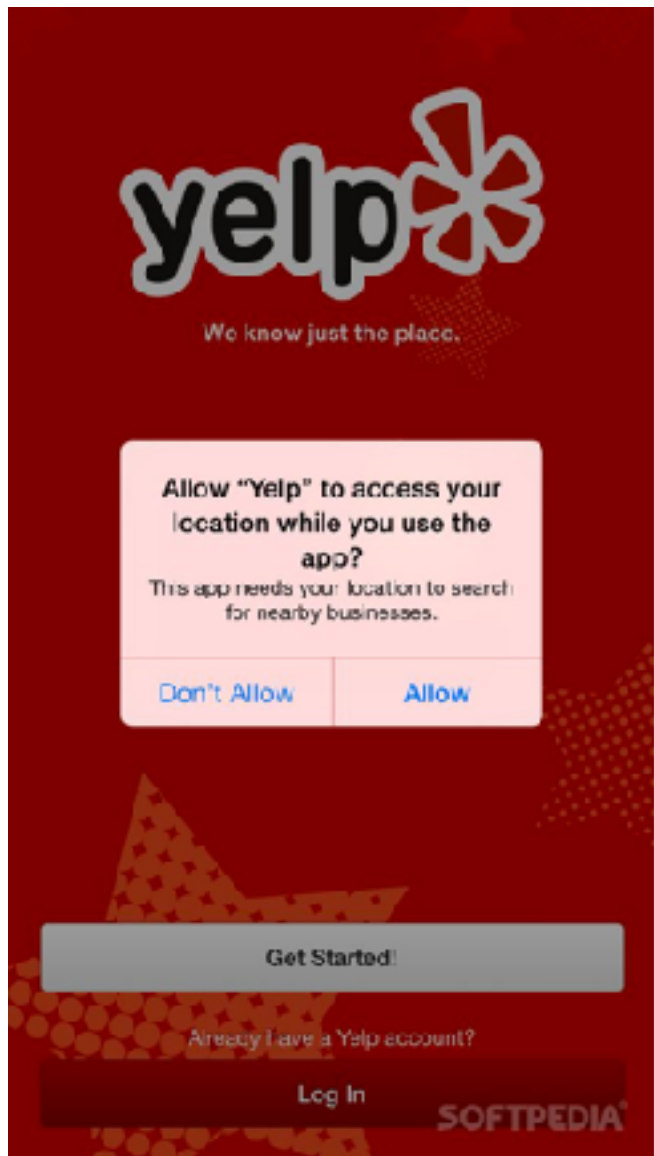 yelp
We know just the place.
Allow “Yelp” to access your
location while you use the
app?
This app needs your location to search
for nearby businesses.
Don't Allow
Allow
Get Started!
Already have a Yelp account?
Log In
SOFTPEDIA